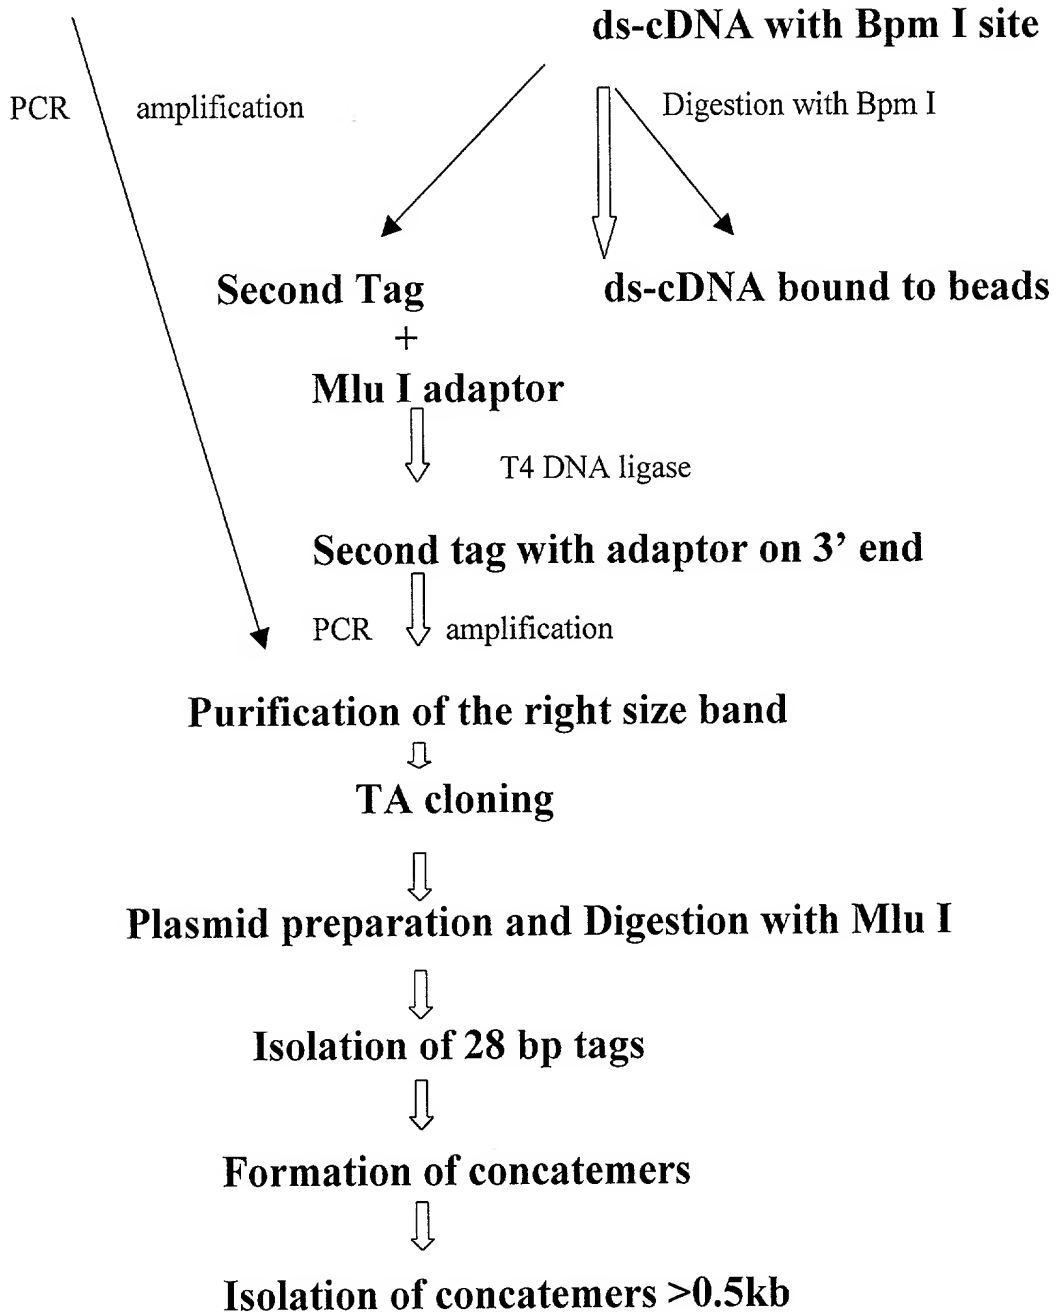 ds-cDNA with Bpm I site
PCR amplification
Digestion with Bpm I
Second Tag
ds-cDNA bound to beads
+
Mlu I adaptor
T4 DNA ligase
Second tag with adaptor on 3’ end
PCR amplification
Purification of the right size band
TA cloning
Plasmid preparation and Digestion with Mlu I
Isolation of 28 bp tags
Formation of concatemers
Isolation of concatemers >0.5kb